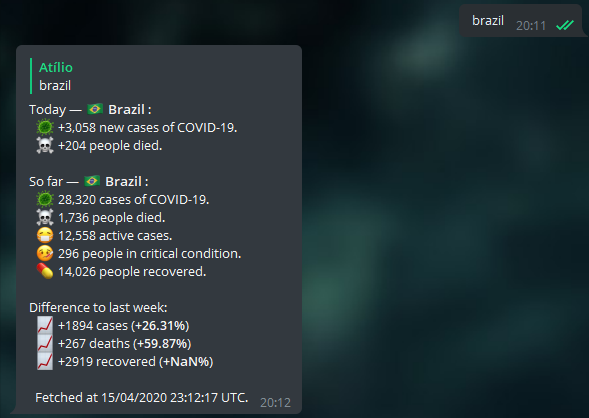 brazil
20:11
Atílio
brazil
Today — 🇧🇷 Brazil :
🦠 +3,058 new cases of COVID-19.
☠️ +204 people died.
So far — 🇧🇷 Brazil :
🦠 28,320 cases of COVID-19.
☠️ 1,736 people died.
😷 12,558 active cases.
🤒 296 people in critical condition.
💊 14,026 people recovered.
Difference to last week:
📈 +1894 cases (+26.31%)
📈 +267 deaths (+59.87%)
📈 +2919 recovered (+NaN%)
Fetched at 15/04/2020 23:12:17 UTC.
20:12